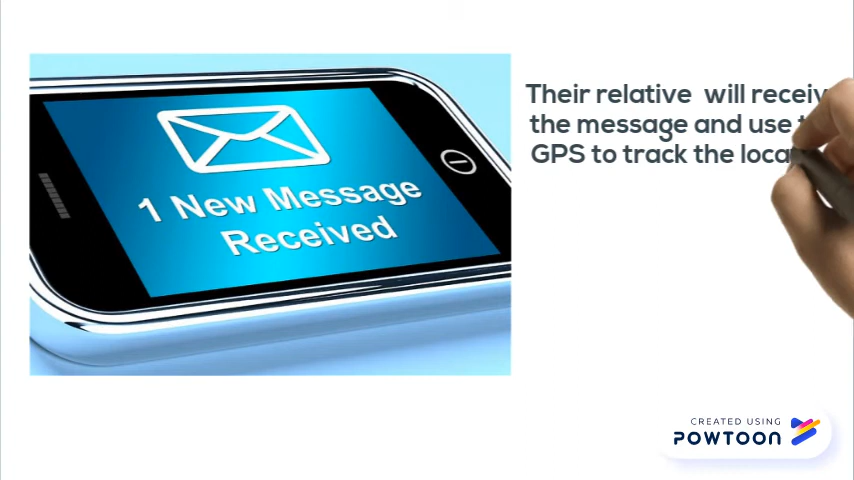 1 New Message
Received
Their relative will
the message and use
GPS to track the
CREATED USING
POWTOON